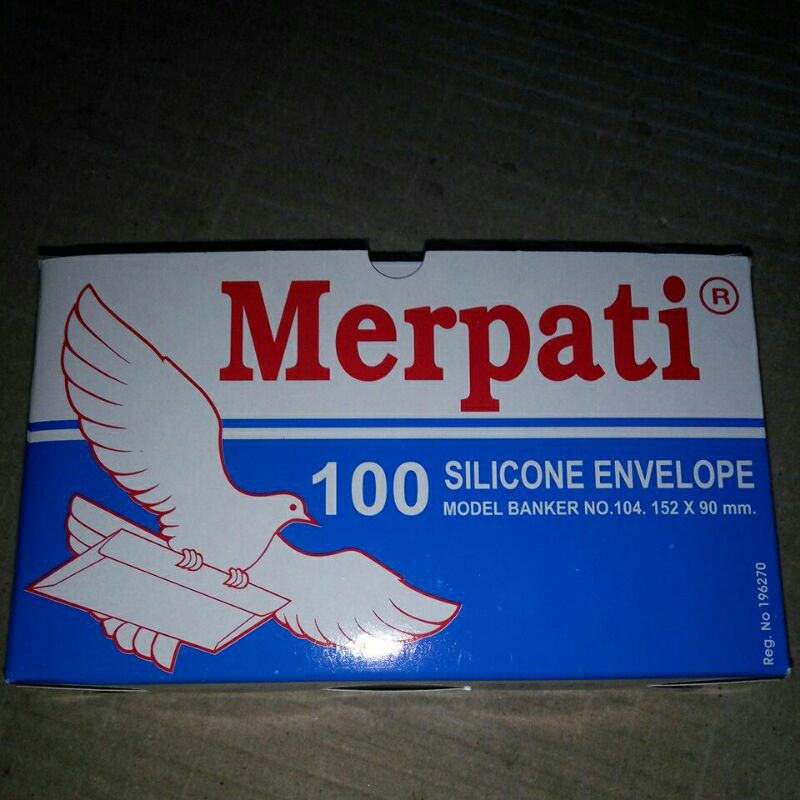 Merpati®
100 SILICONE ENVELOPE
MODEL BANKER NO.104. 152 X 90 mm.
Reg. No 196270